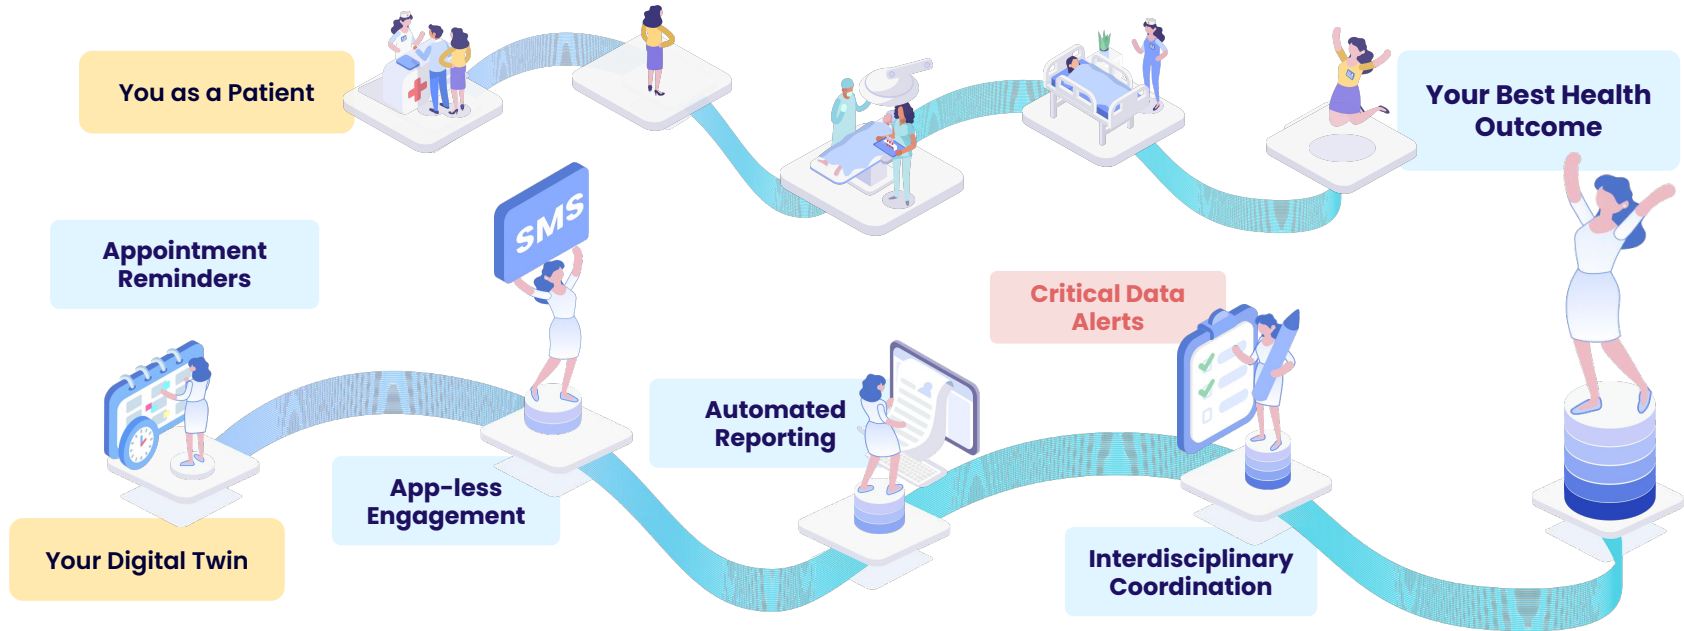 You as a Patient
Your Best Health
Outcome
SMS
Appointment
Reminders
Critical Data
Alerts
Automated
Reporting
App-less
Engagement
Your Digital Twin
Interdisciplinary
Coordination